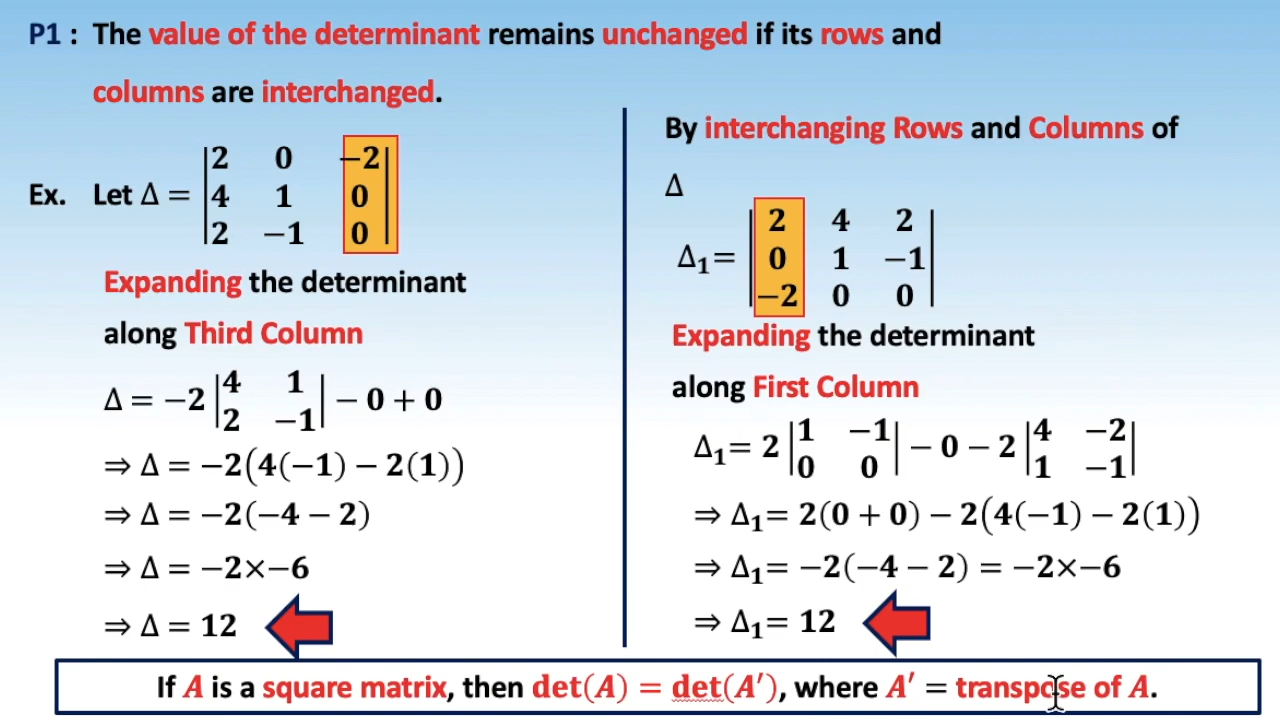 P1 : The value of the determinant remains unchanged if its rows and
columns are interchanged.
Ex. Let Δ = |2 0 −2|
|4 1 0|
|2 −1 0|
Expanding the determinant
along Third Column
Δ = −2 |4 1| − 0 + 0
|2 −1|
⇒ Δ = −2(4(−1) − 2(1))
⇒ Δ = −2(−4 − 2)
⇒ Δ = −2×−6
⇒ Δ = 12
By interchanging Rows and Columns of
Δ
Δ₁= |2 4 2|
|0 1 −1|
|−2 0 0|
Expanding the determinant
along First Column
Δ₁= 2 |1 −1| − 0 − 2 |4 −2|
|0 0| |1 −1|
⇒ Δ₁= 2(0 + 0) − 2(4(−1) − 2(1))
⇒ Δ₁= −2(−4 − 2) = −2×−6
⇒ Δ₁= 12
If A is a square matrix, then det(A) = det(A′), where A′ = transpose of A.